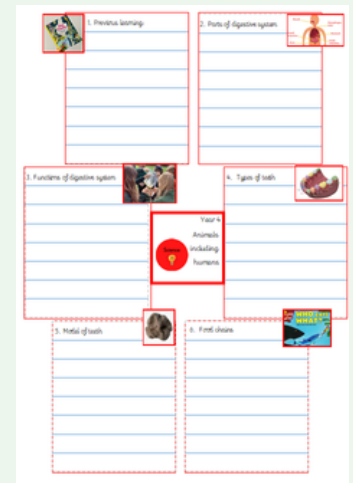 1. Previous learning
2. Parts of digestive system
3. Functions of digestive system
4. Types of teeth
Year 4
Animals
including
humans
Science
5. Model of teeth
6. Food chains
WHO
WHAT?